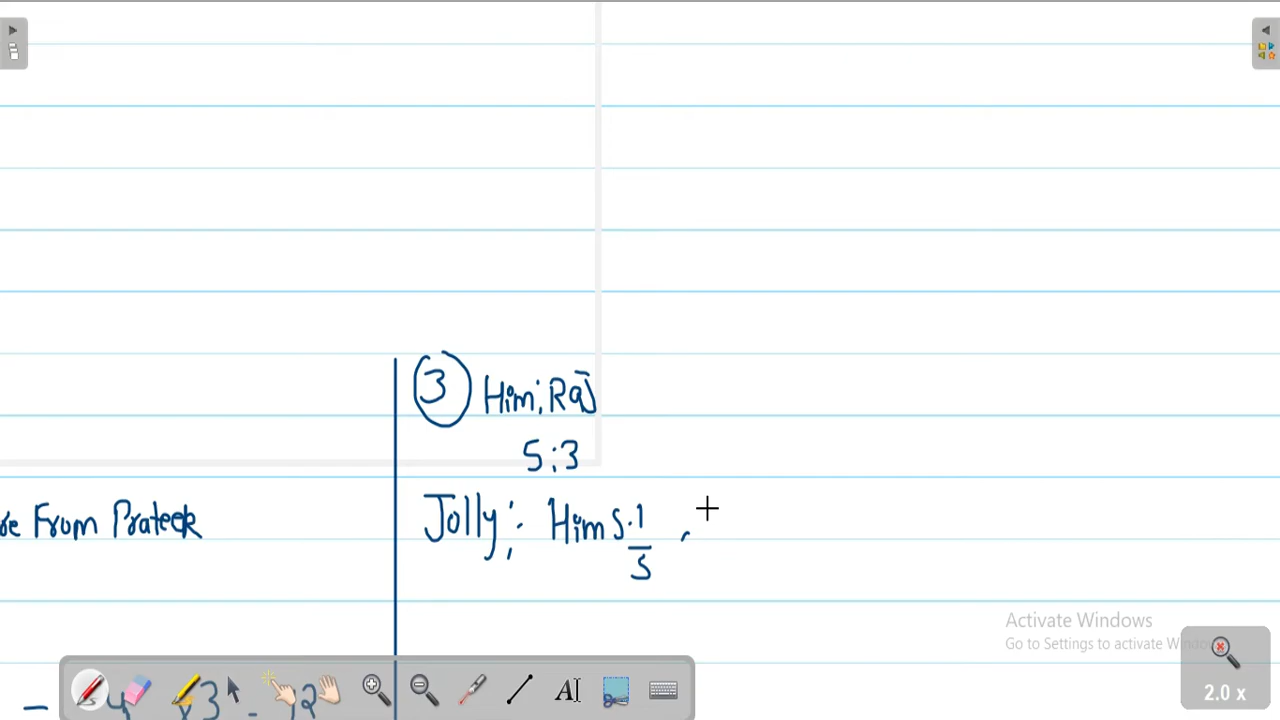 3 Him:Raj
5:3
Jolly:- Him's 1/5 ,
re From Prateek
Activate Windows
Go to Settings to activate Windows.
2.0 x